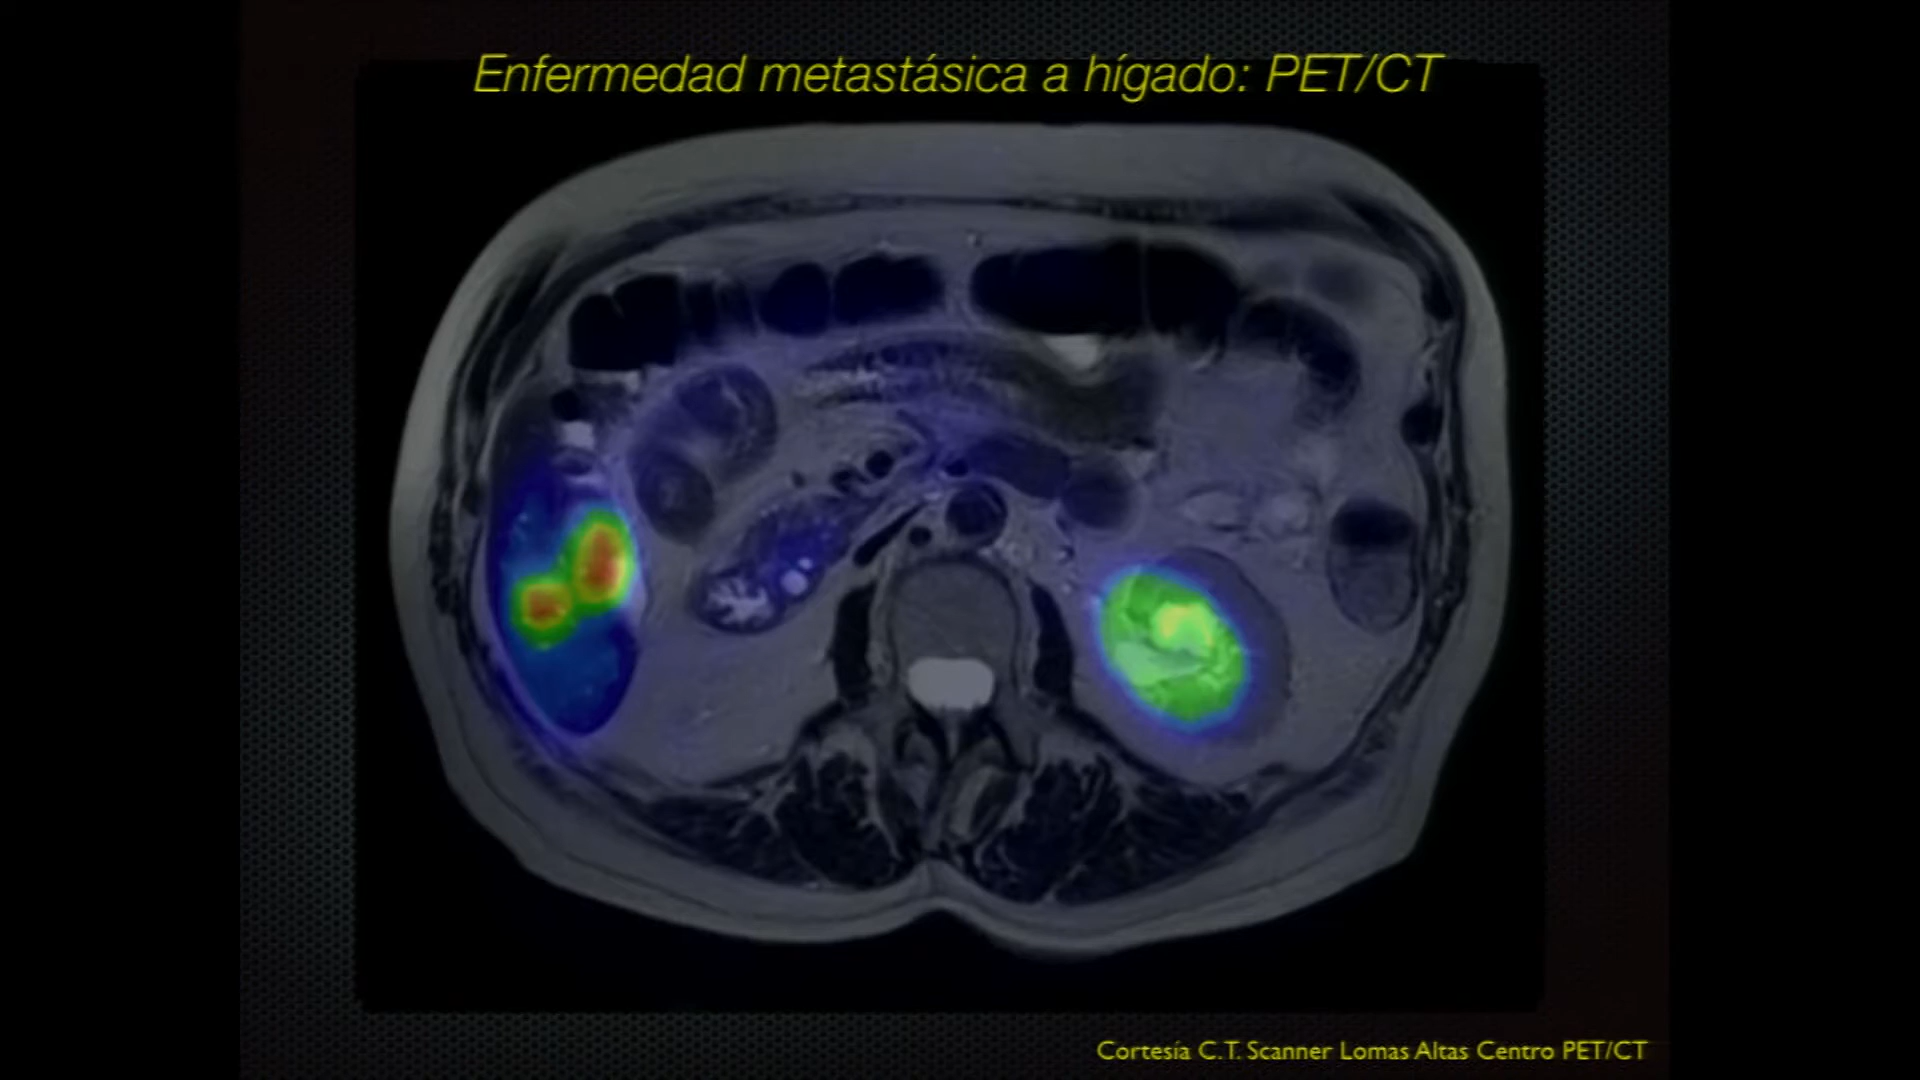 Enfermedad metastásica a hígado: PET/CT
Cortesía C.T. Scanner Lomas Altas Centro PET/CT